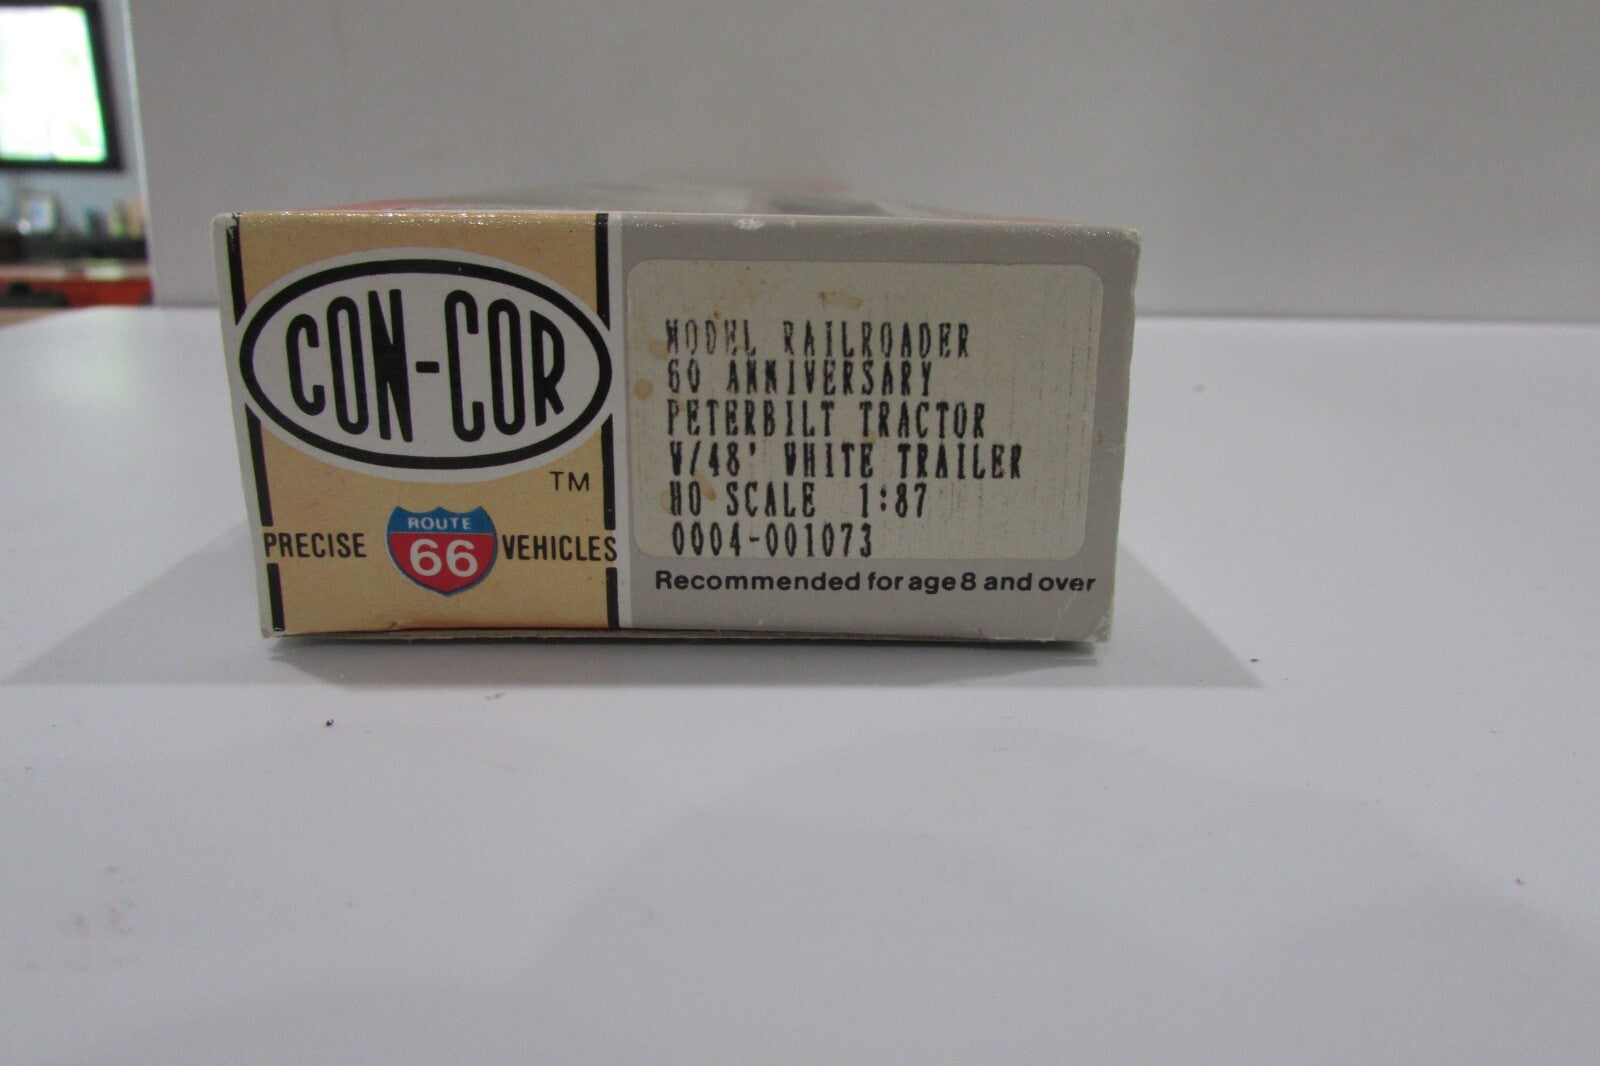 CON-COR
TM
PRECISE ROUTE 66 VEHICLES
MODEL RAILROADER
60 ANNIVERSARY
PETERBILT TRACTOR
W/48' WHITE TRAILER
HO SCALE 1:87
0004-001073
Recommended for age 8 and over